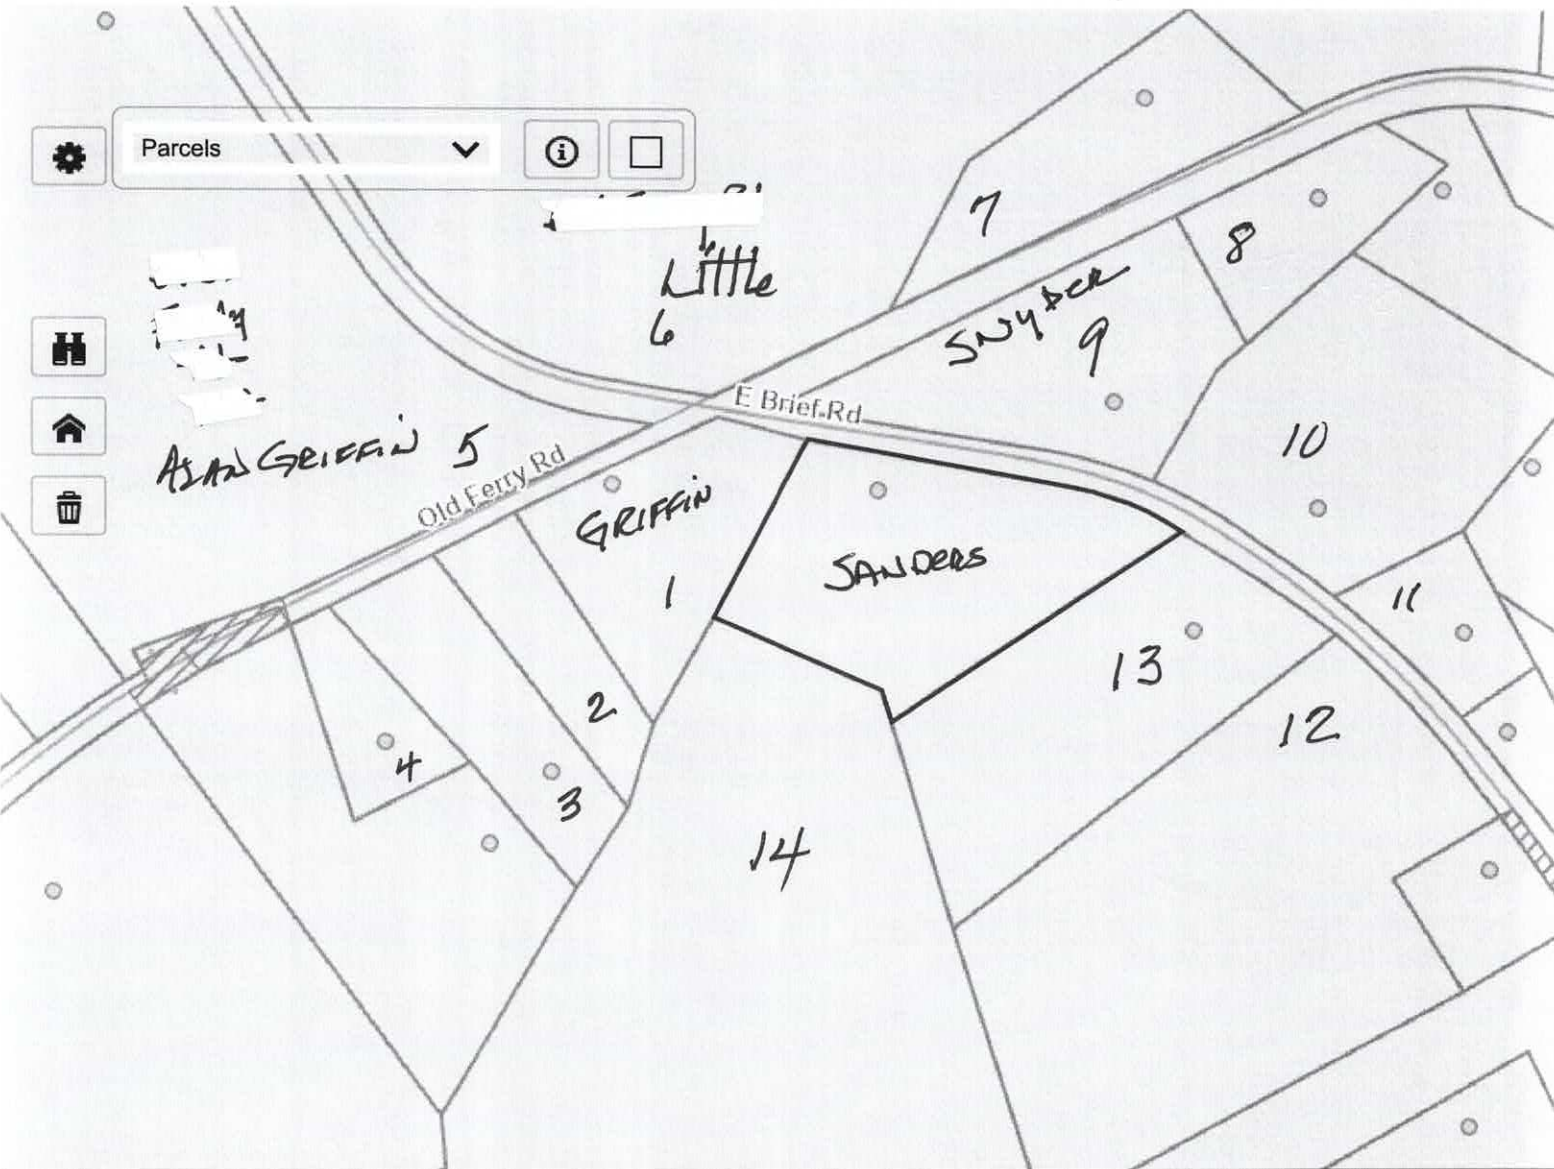 Parcels
7
8
Little
6
SNYDER
9
E Brief Rd
10
ALAN GRIFFIN 5
Old Ferry Rd
GRIFFIN
1
SANDERS
11
13
2
12
4
3
14